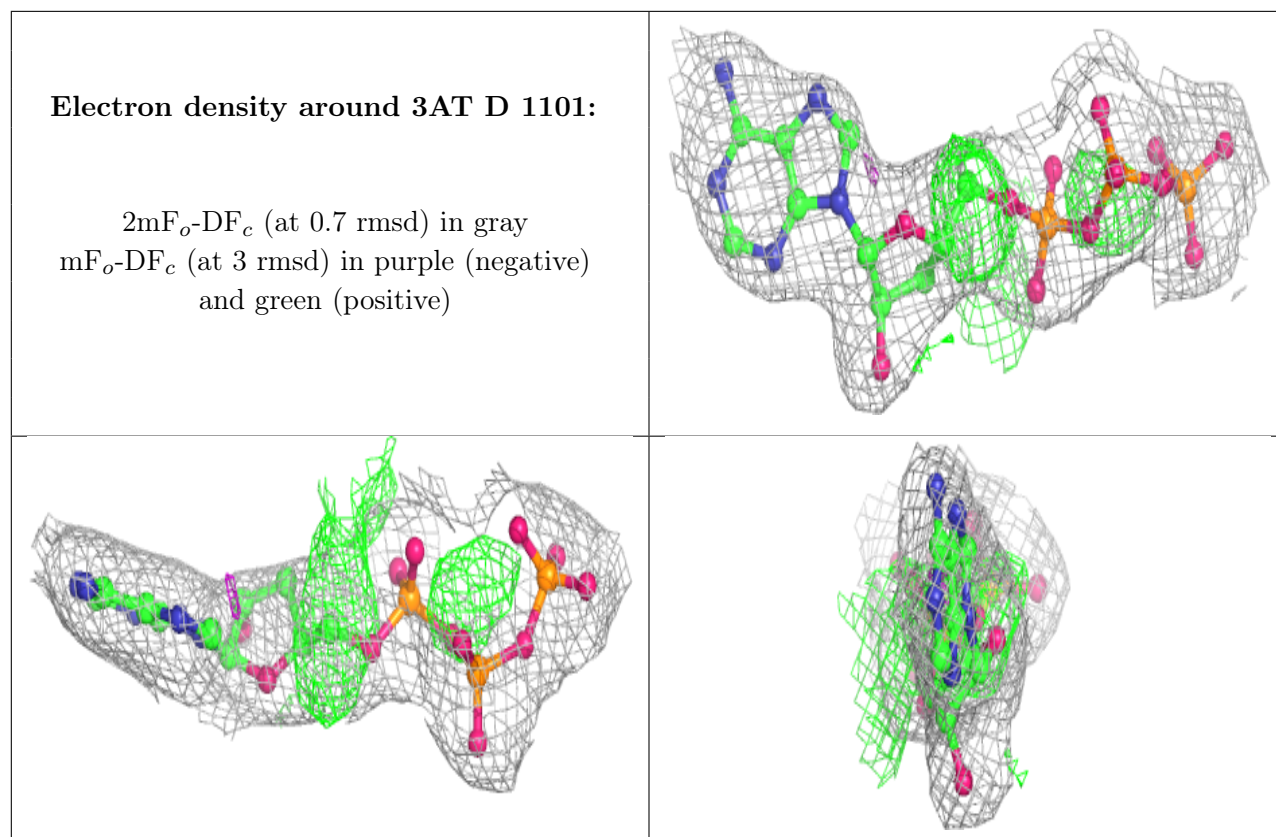 Electron density around 3AT D 1101:
2mFₒ-DF𝑐 (at 0.7 rmsd) in gray
mFₒ-DF𝑐 (at 3 rmsd) in purple (negative)
and green (positive)